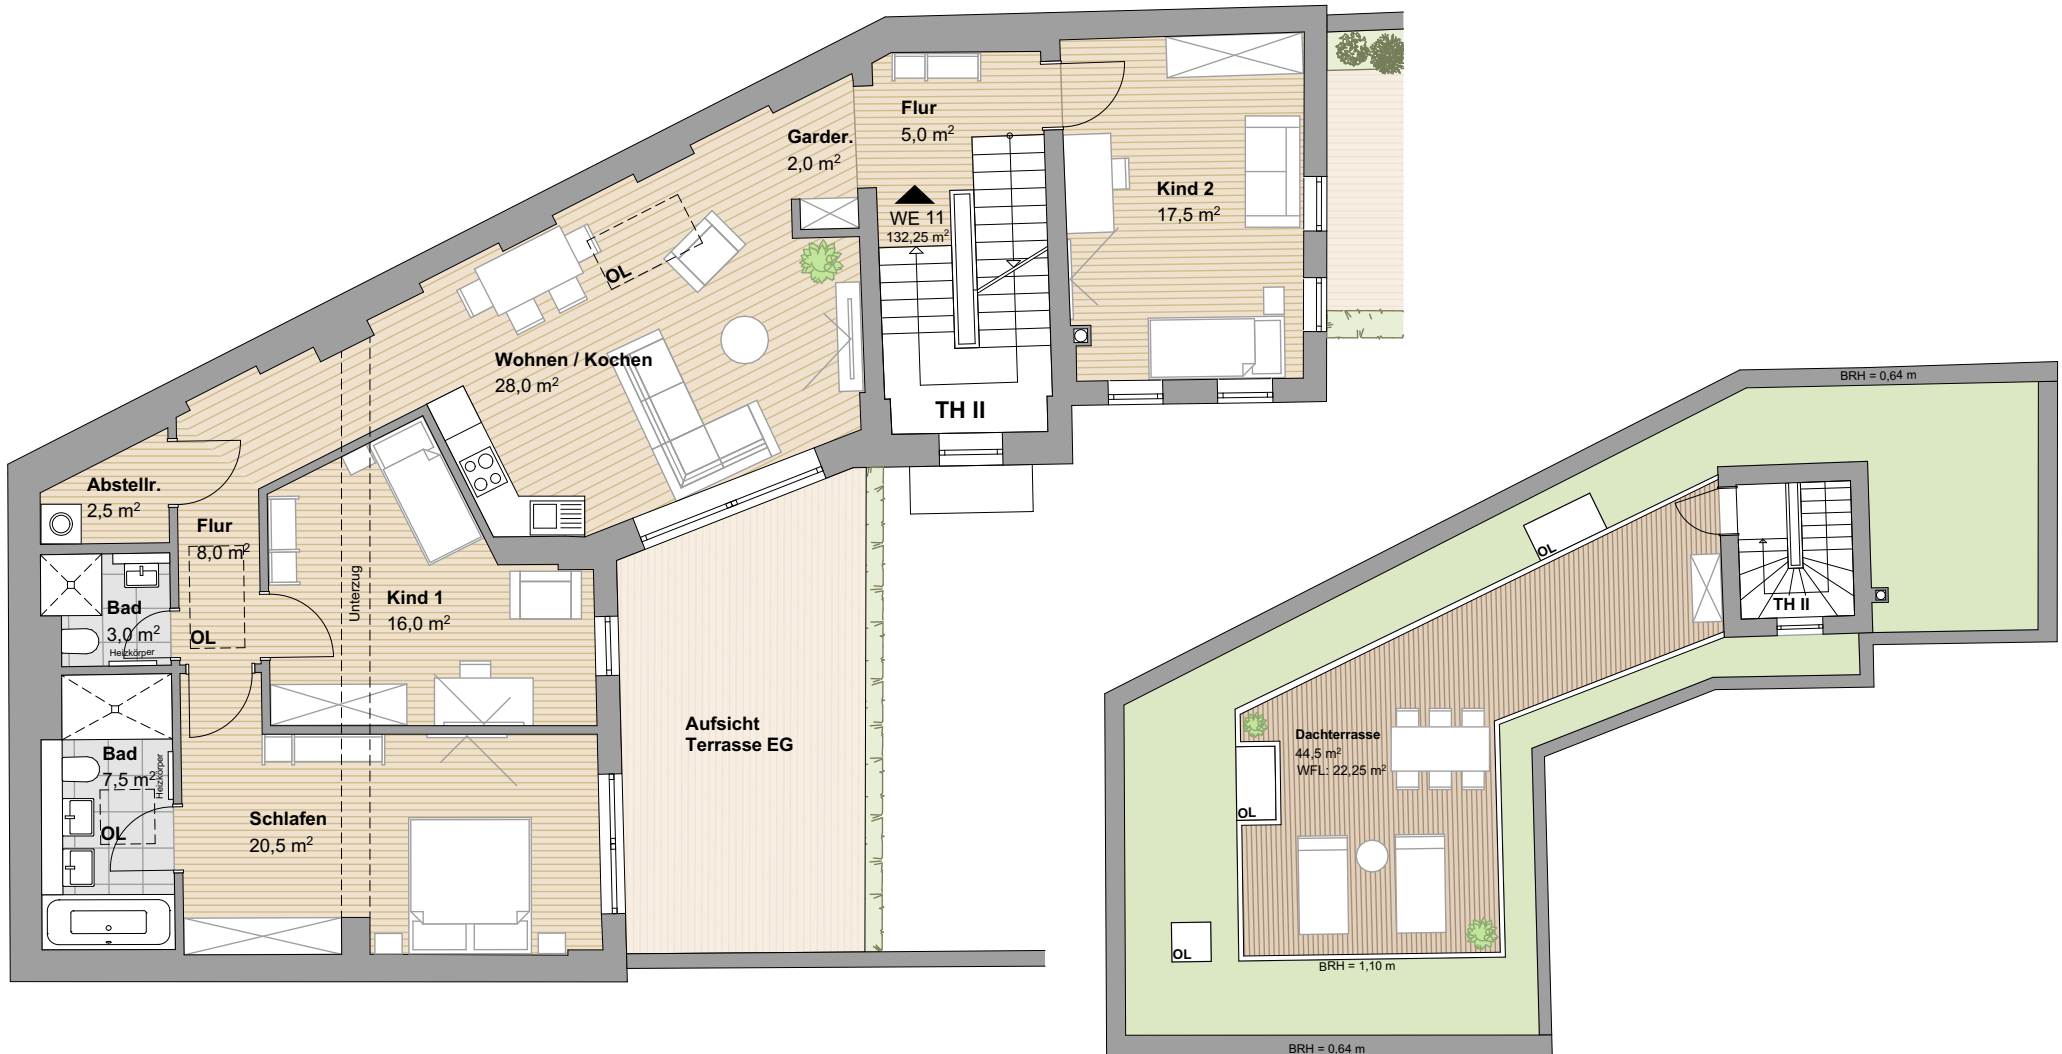 Flur
5,0 m²
Garder.
2,0 m²
WE 11
132,25 m²
Kind 2
17,5 m²
OL
Wohnen / Kochen
28,0 m²
TH II
Abstellr.
2,5 m²
Flur
8,0 m²
Unterzug
Kind 1
16,0 m²
Bad
3,0 m²
OL
Heizkörper
Aufsicht
Terrasse EG
Bad
7,5 m²
Heizkörper
OL
Schlafen
20,5 m²
BRH = 0,64 m
OL
TH II
Dachterrasse
44,5 m²
WFL: 22,25 m²
OL
OL
BRH = 1,10 m
BRH = 0,64 m